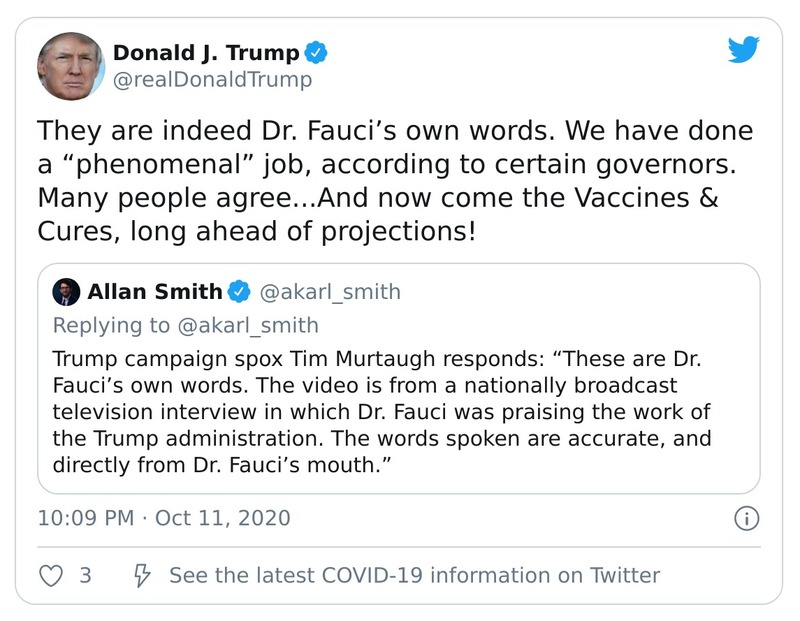 Donald J. Trump
@realDonaldTrump
They are indeed Dr. Fauci’s own words. We have done
a “phenomenal” job, according to certain governors.
Many people agree...And now come the Vaccines &
Cures, long ahead of projections!
Allan Smith @akarl_smith
Replying to @akarl_smith
Trump campaign spox Tim Murtaugh responds: “These are Dr.
Fauci’s own words. The video is from a nationally broadcast
television interview in which Dr. Fauci was praising the work of
the Trump administration. The words spoken are accurate, and
directly from Dr. Fauci’s mouth.”
10:09 PM · Oct 11, 2020
3 See the latest COVID-19 information on Twitter